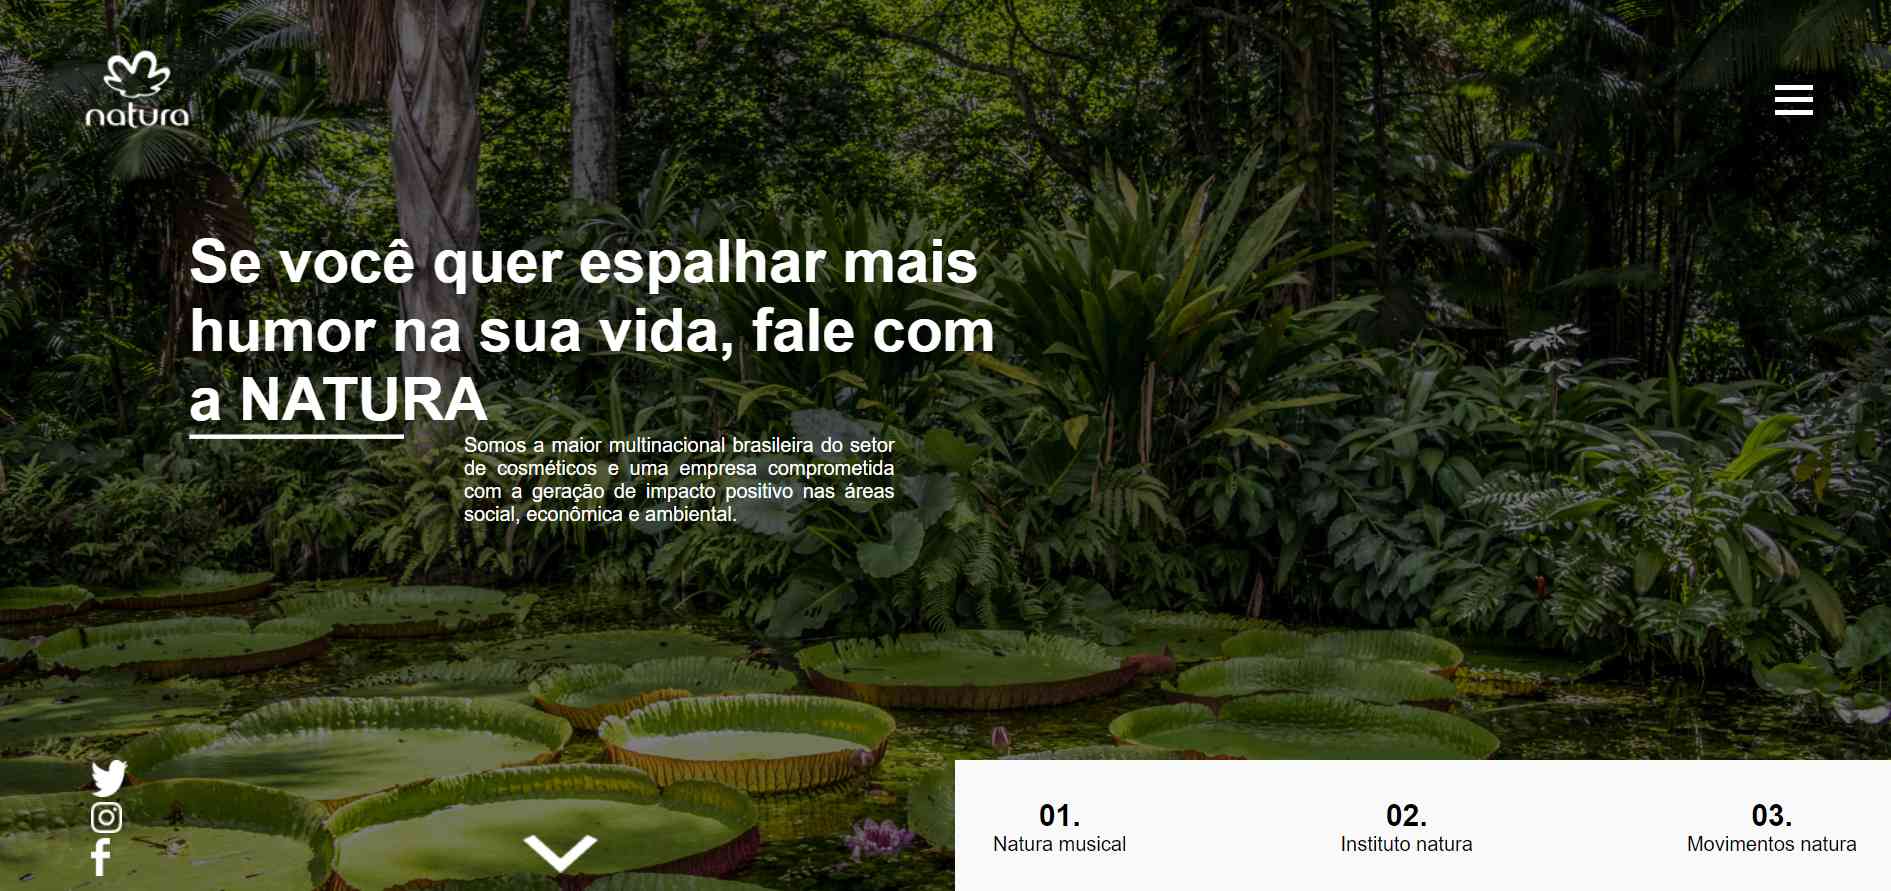 natura
Se você quer espalhar mais
humor na sua vida, fale com
a NATURA
Somos a maior multinacional brasileira do setor
de cosméticos e uma empresa comprometida
com a geração de impacto positivo nas áreas
social, econômica e ambiental.
01.
Natura musical
02.
Instituto natura
03.
Movimentos natura